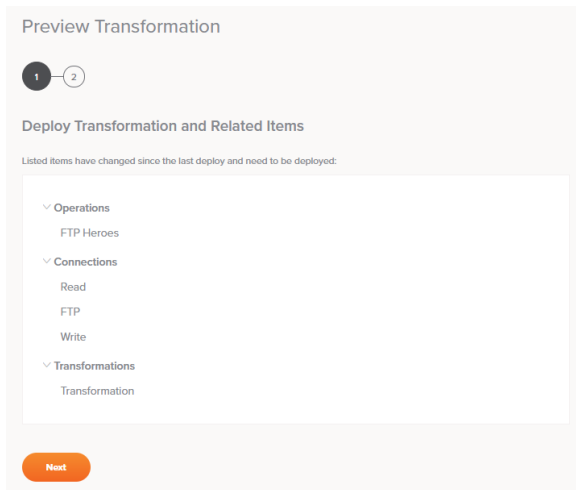 Preview Transformation
1
2
Deploy Transformation and Related Items
Listed items have changed since the last deploy and need to be deployed:
Operations
FTP Heroes
Connections
Read
FTP
Write
Transformations
Transformation
Next